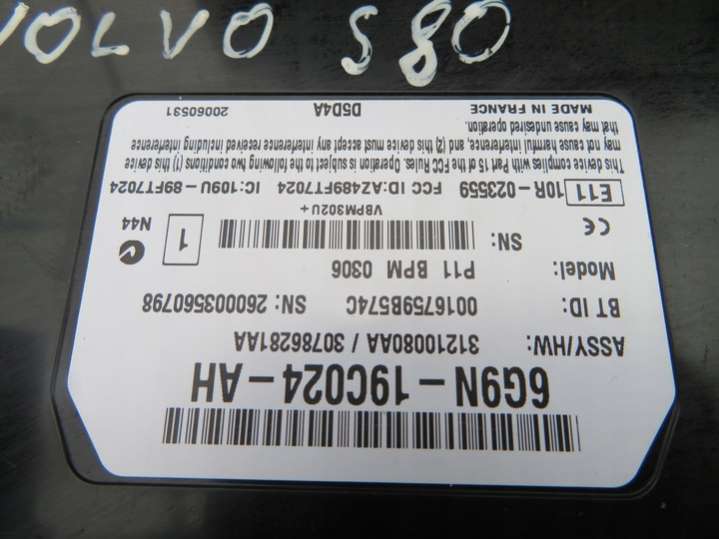 VOLVO S80
6G9N-19C024-AH
ASSY/HW: 31210080AA / 30786281AA
BT ID: 0016759B574C SN: 260003560798
Model: P11 BPM 0306
SN:
VBPM302U+
1 N44
E11 10R-023559 FCC ID:AZ489FT7024 IC:109U-89FT7024
This device complies with Part 15 of the FCC Rules. Operation is subject to the following two conditions (1) this device
may not cause harmful interference, and (2) this device must accept any interference received including interference
that may cause undesired operation.
MADE IN FRANCE D5D4A 20060531